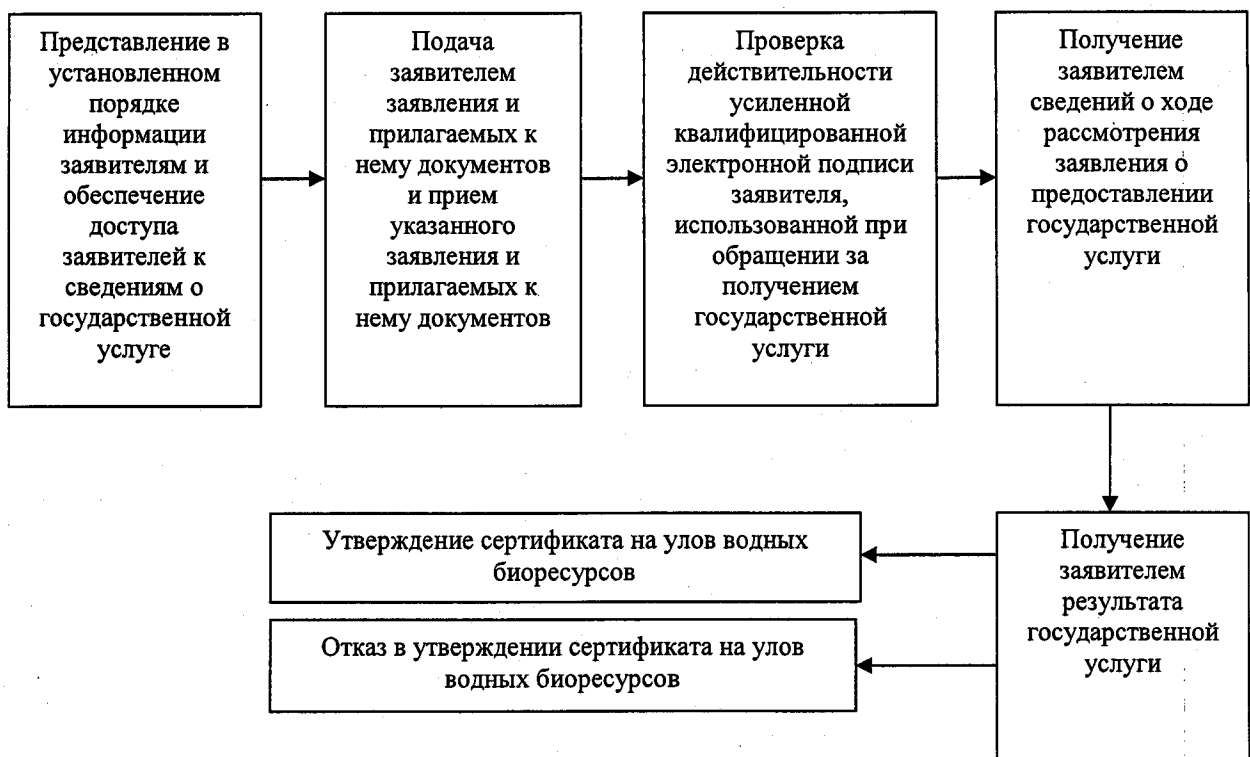 Представление в
установленном
порядке
информации
заявителям и
обеспечение
доступа
заявителей к
сведениям о
государственной
услуге
Подача
заявителем
заявления и
прилагаемых к
нему документов
и прием
указанного
заявления и
прилагаемых к
нему документов
Проверка
действительности
усиленной
квалифицированной
электронной подписи
заявителя,
использованной при
обращении за
получением
государственной
услуги
Получение
заявителем
сведений о ходе
рассмотрения
заявления о
предоставлении
государственной
услуги
Получение
заявителем
результата
государственной
услуги
Утверждение сертификата на улов водных
биоресурсов
Отказ в утверждении сертификата на улов
водных биоресурсов